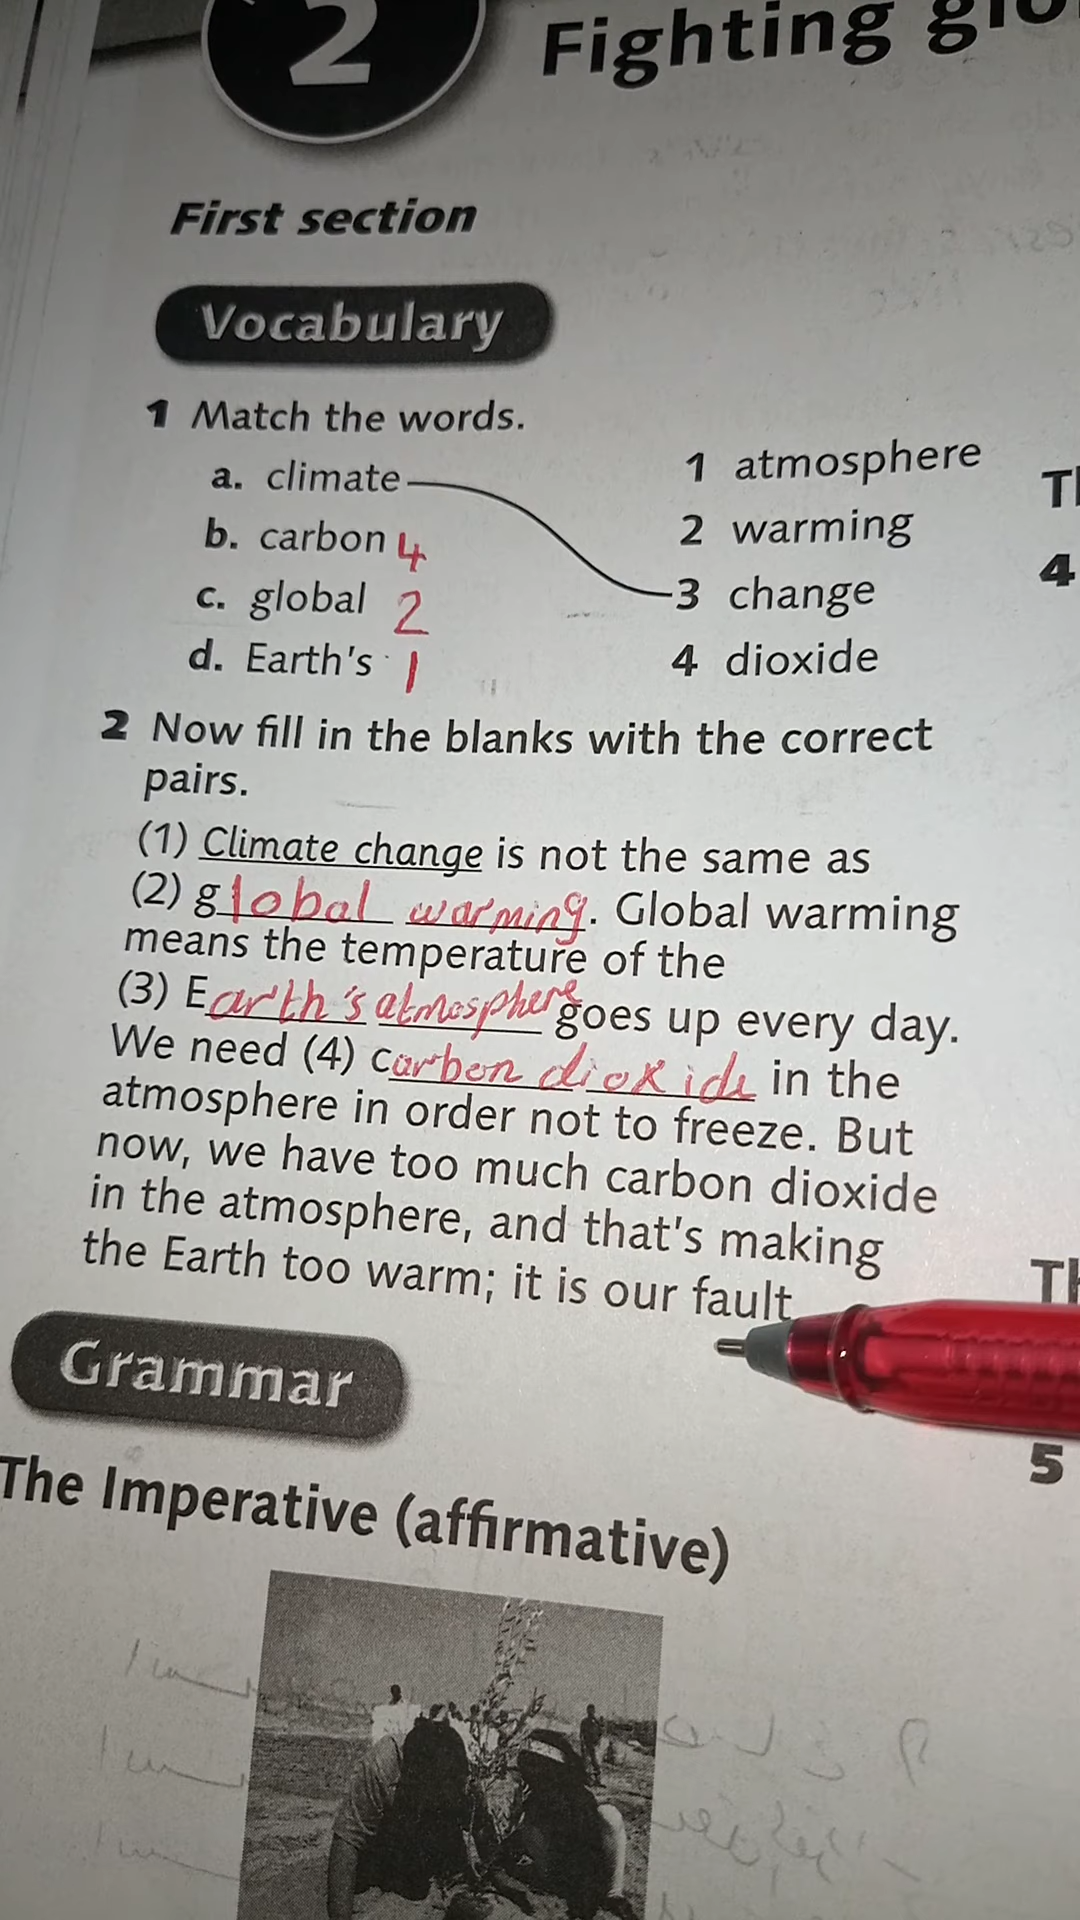 2 Fighting glo
First section
Vocabulary
1 Match the words.
a. climate
b. carbon 4
c. global 2
d. Earth's 1
1 atmosphere
2 warming
3 change
4 dioxide
2 Now fill in the blanks with the correct
pairs.
(1) Climate change is not the same as
(2) global warming. Global warming
means the temperature of the
(3) Earth's atmosphere goes up every day.
We need (4) carbon dioxide in the
atmosphere in order not to freeze. But
now, we have too much carbon dioxide
in the atmosphere, and that's making
the Earth too warm; it is our fault
Grammar
The Imperative (affirmative)
Th
4
Th
5